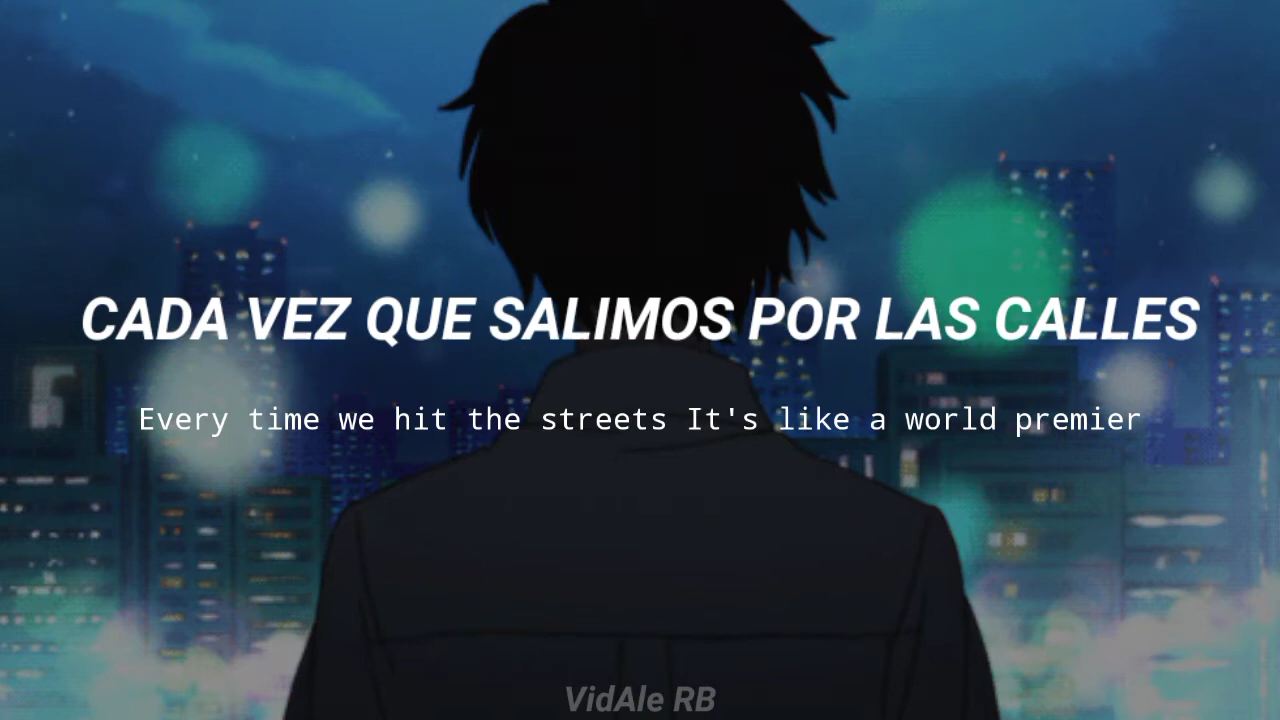 CADA VEZ QUE SALIMOS POR LAS CALLES
Every time we hit the streets It's like a world premier
VidAle RB